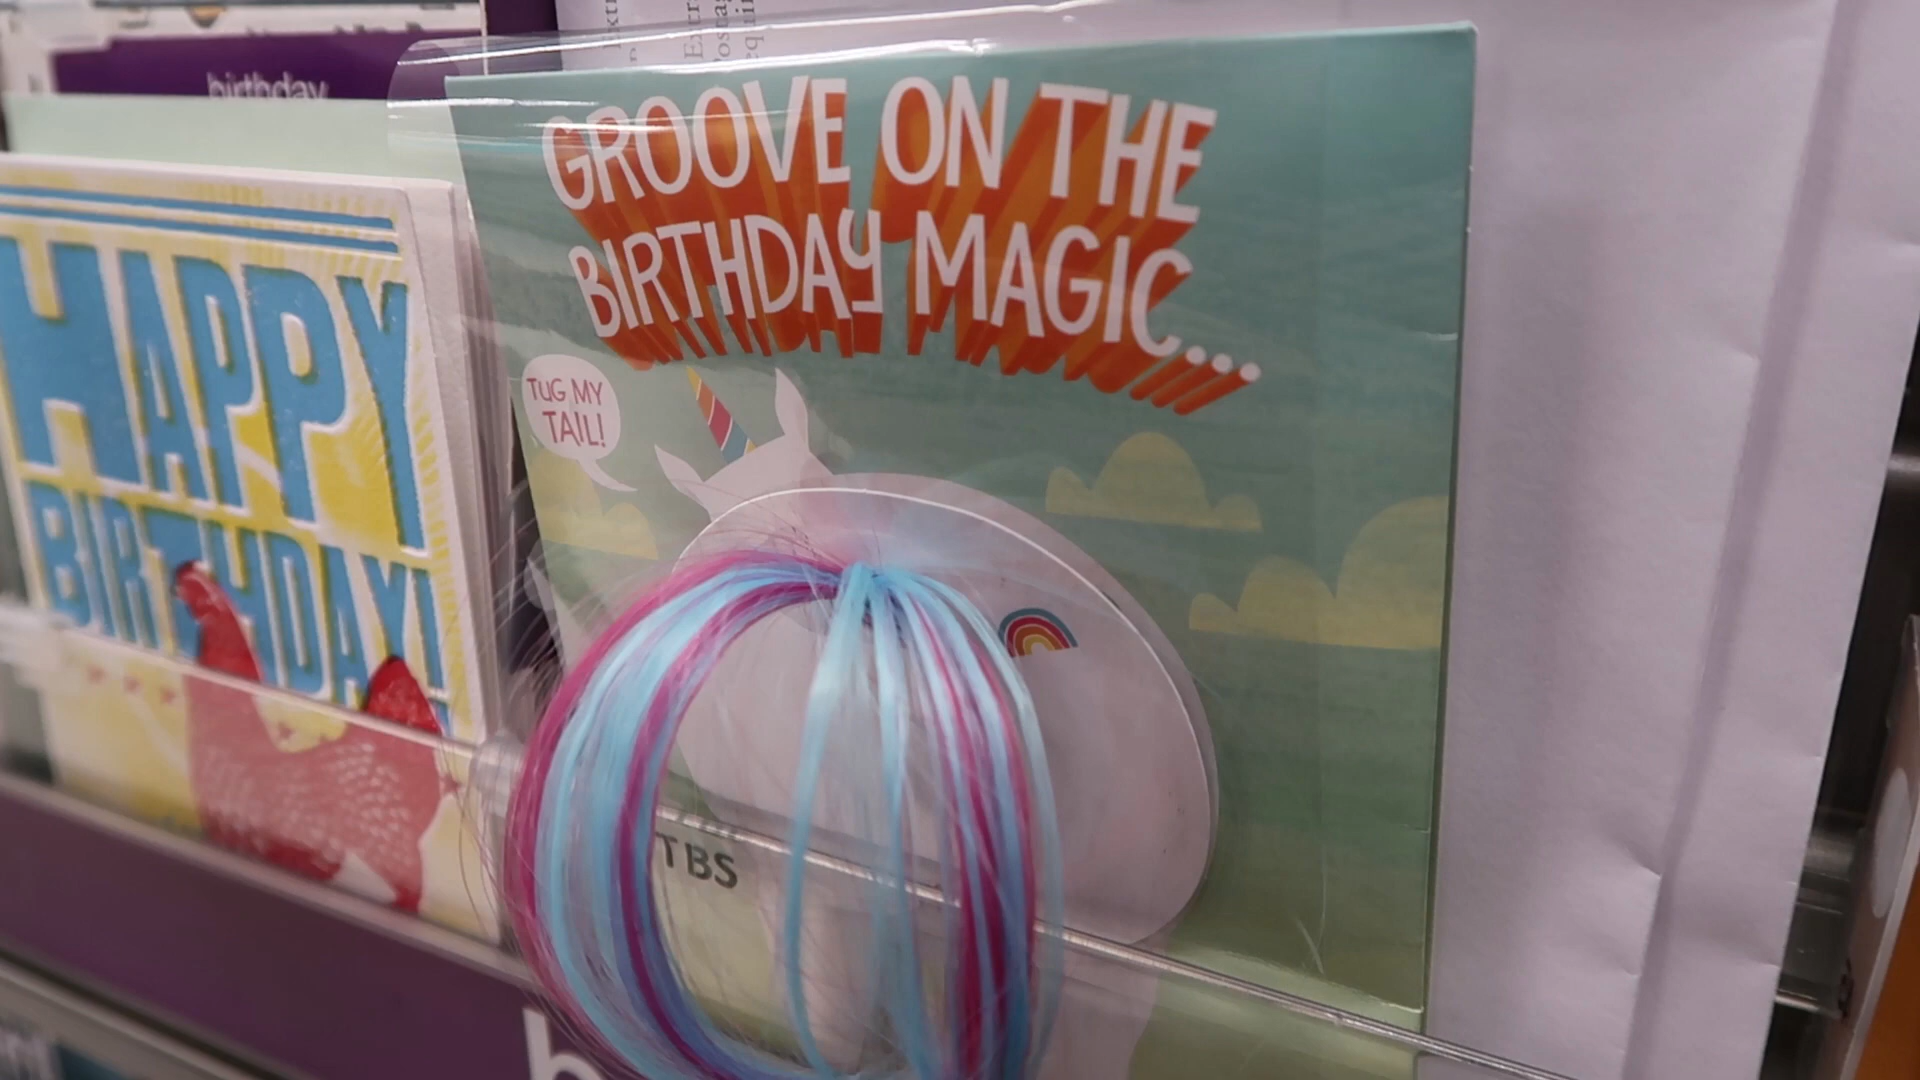 birthday
GROOVE ON THE
BIRTHDAY MAGIC...
TUG MY
TAIL!
HAPPY
BIRTHDAY!
TBS